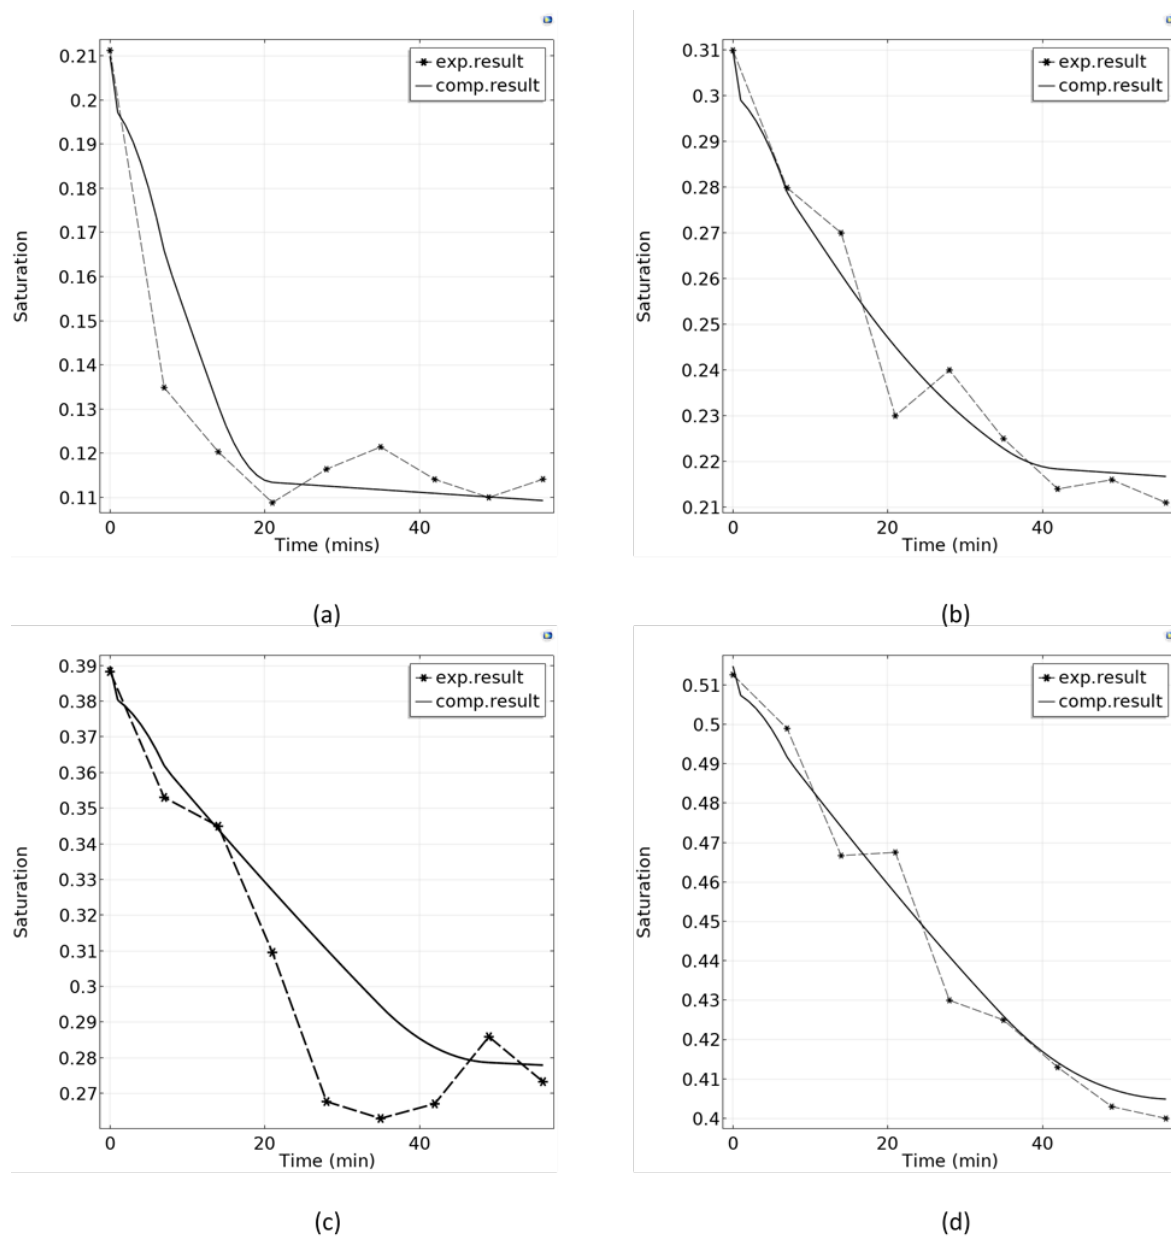 exp.result
comp.result
0.21
0.2
0.19
0.18
0.17
0.16
0.15
0.14
0.13
0.12
0.11
Saturation
0 20 40
Time (mins)
(a)
exp.result
comp.result
0.31
0.3
0.29
0.28
0.27
0.26
0.25
0.24
0.23
0.22
0.21
Saturation
0 20 40
Time (min)
(b)
exp.result
comp.result
0.39
0.38
0.37
0.36
0.35
0.34
0.33
0.32
0.31
0.3
0.29
0.28
0.27
Saturation
0 20 40
Time (min)
(c)
exp.result
comp.result
0.51
0.5
0.49
0.48
0.47
0.46
0.45
0.44
0.43
0.42
0.41
0.4
Saturation
0 20 40
Time (min)
(d)